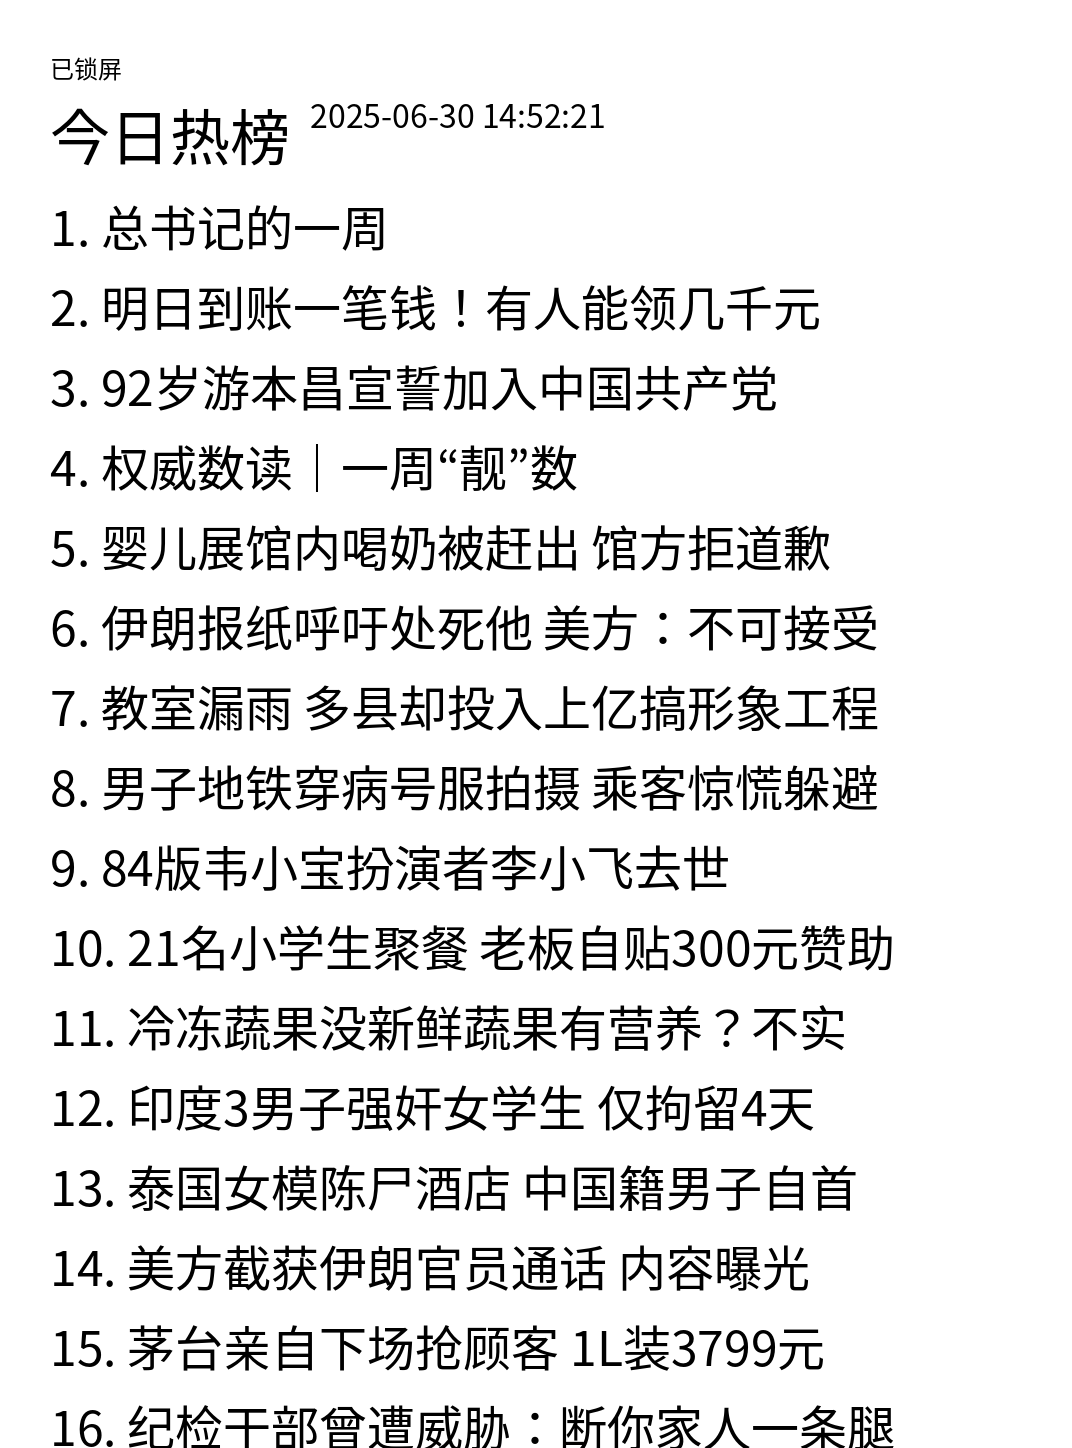 已锁屏
今日热榜 2025-06-30 14:52:21
1. 总书记的一周
2. 明日到账一笔钱！有人能领几千元
3. 92岁游本昌宣誓加入中国共产党
4. 权威数读｜一周“靓”数
5. 婴儿展馆内喝奶被赶出 馆方拒道歉
6. 伊朗报纸呼吁处死他 美方：不可接受
7. 教室漏雨 多县却投入上亿搞形象工程
8. 男子地铁穿病号服拍摄 乘客惊慌躲避
9. 84版韦小宝扮演者李小飞去世
10. 21名小学生聚餐 老板自贴300元赞助
11. 冷冻蔬果没新鲜蔬果有营养？不实
12. 印度3男子强奸女学生 仅拘留4天
13. 泰国女模陈尸酒店 中国籍男子自首
14. 美方截获伊朗官员通话 内容曝光
15. 茅台亲自下场抢顾客 1L装3799元
16. 纪检干部曾遭威胁：断你家人一条腿